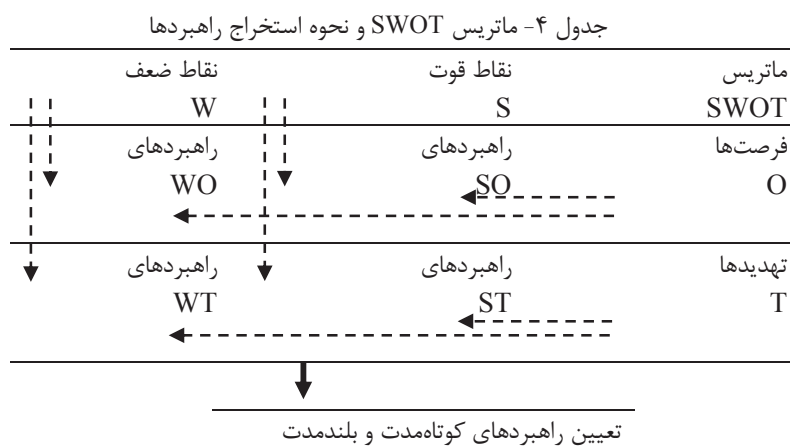 جدول ۴- ماتریس SWOT و نحوه استخراج راهبردها
ماتریس نقاط قوت نقاط ضعف
SWOT S W
فرصت‌ها راهبردهای راهبردهای
O SO WO
تهدیدها راهبردهای راهبردهای
T ST WT
تعیین راهبردهای کوتاه‌مدت و بلندمدت